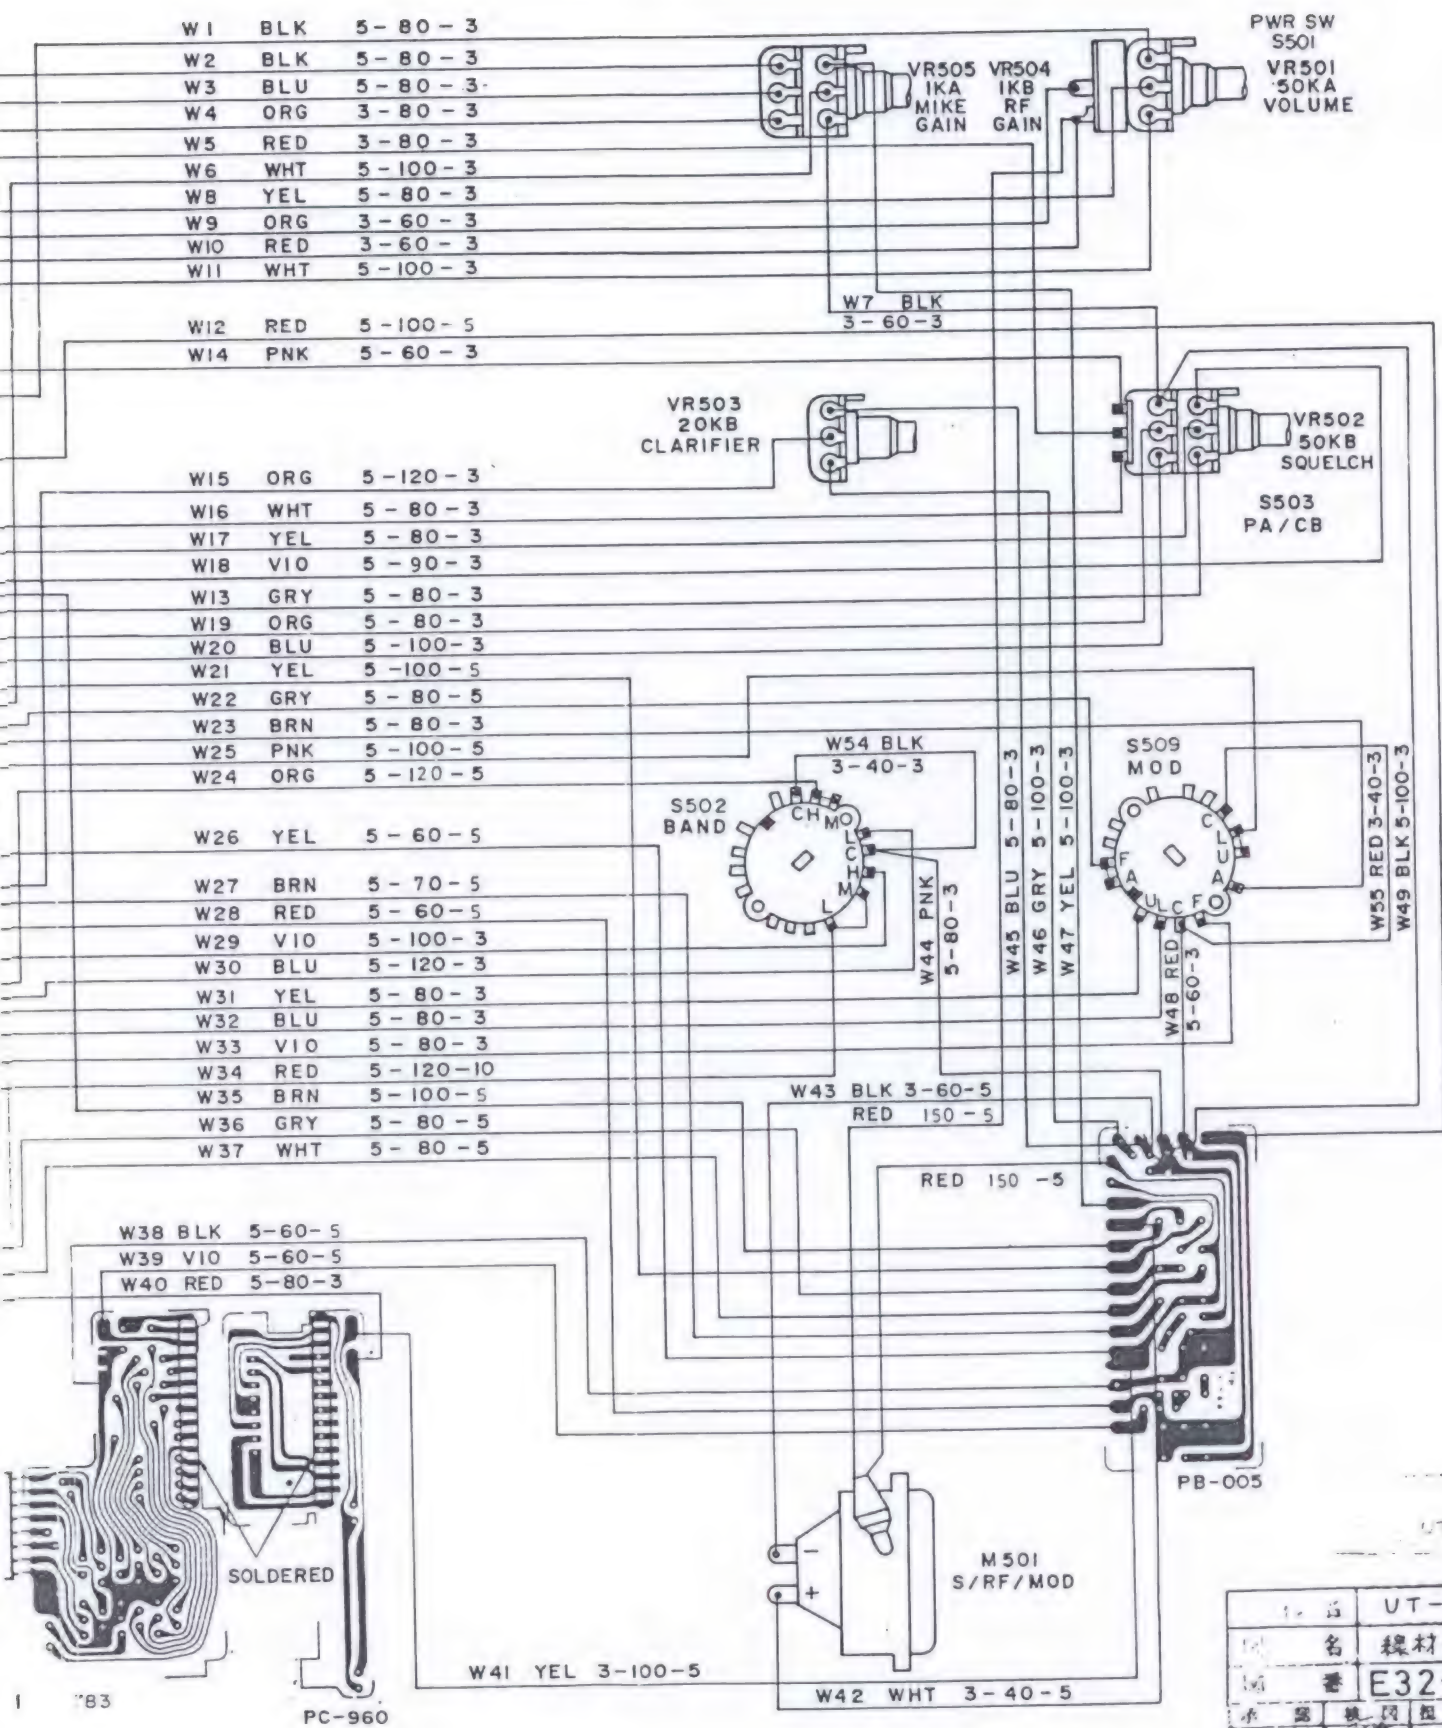 W1 BLK 5-80-3
W2 BLK 5-80-3
W3 BLU 5-80-3
W4 ORG 3-80-3
W5 RED 3-80-3
W6 WHT 5-100-3
W8 YEL 5-80-3
W9 ORG 3-60-3
W10 RED 3-60-3
W11 WHT 5-100-3
W12 RED 5-100-5
W14 PNK 5-60-3
VR505
1KA
MIKE
GAIN
VR504
1KB
RF
GAIN
PWR SW
S501
VR501
50KA
VOLUME
W7 BLK
3-60-3
VR503
20KB
CLARIFIER
VR502
50KB
SQUELCH
S503
PA/CB
W15 ORG 5-120-3
W16 WHT 5-80-3
W17 YEL 5-80-3
W18 VIO 5-90-3
W13 GRY 5-80-3
W19 ORG 5-80-3
W20 BLU 5-100-3
W21 YEL 5-100-5
W22 GRY 5-80-5
W23 BRN 5-80-3
W25 PNK 5-100-5
W24 ORG 5-120-5
W26 YEL 5-60-5
W27 BRN 5-70-5
W28 RED 5-60-5
W29 VIO 5-100-3
W30 BLU 5-120-3
W31 YEL 5-80-3
W32 BLU 5-80-3
W33 VIO 5-80-3
W34 RED 5-120-10
W35 BRN 5-100-5
W36 GRY 5-80-5
W37 WHT 5-80-5
W54 BLK
3-40-3
S502
BAND
C H M O L C H M L O
W44 PNK
5-80-3
W45 BLU 5-80-3
W46 GRY 5-100-3
W47 YEL 5-100-3
S509
MOD
O C L U A O F C L U A F
W48 RED
5-60-3
W55 RED 3-40-3
W49 BLK 5-100-3
W43 BLK 3-60-5
RED 150-5
RED 150-5
W38 BLK 5-60-5
W39 VIO 5-60-5
W40 RED 5-80-3
SOLDERED
PB-005
M501
S/RF/MOD
-
+
W41 YEL 3-100-5
W42 WHT 3-40-5
PC-960
1 783
UT-
名 線材
番 E32